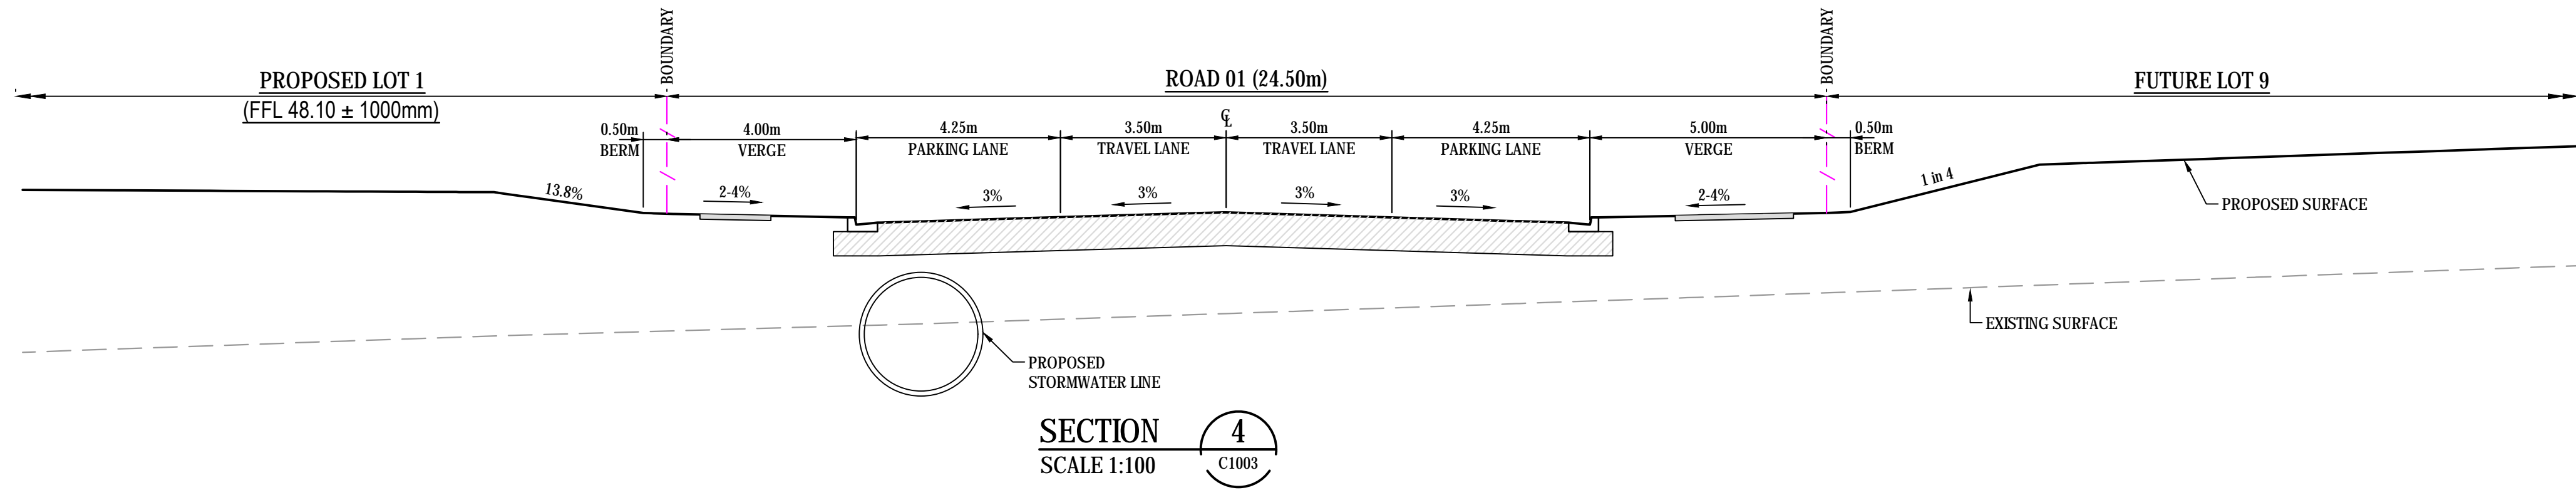 BOUNDARY
BOUNDARY
PROPOSED LOT 1
(FFL 48.10 ± 1000mm)
ROAD 01 (24.50m)
FUTURE LOT 9
℄
0.50m
BERM
4.00m
VERGE
4.25m
PARKING LANE
3.50m
TRAVEL LANE
3.50m
TRAVEL LANE
4.25m
PARKING LANE
5.00m
VERGE
0.50m
BERM
13.8%
2-4%
3%
3%
3%
3%
2-4%
1 in 4
PROPOSED SURFACE
EXISTING SURFACE
PROPOSED
STORMWATER LINE
SECTION
SCALE 1:100
4
C1003